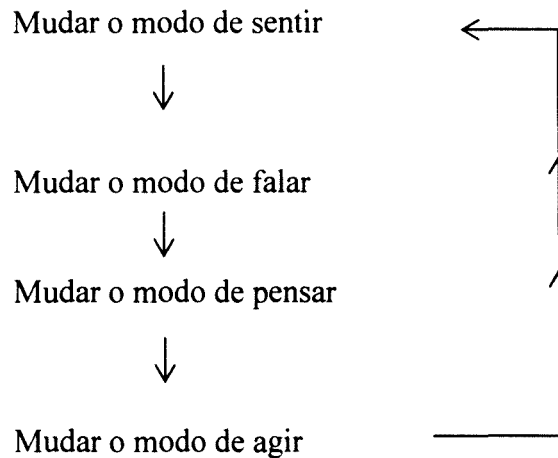 Mudar o modo de sentir
Mudar o modo de falar
Mudar o modo de pensar
Mudar o modo de agir